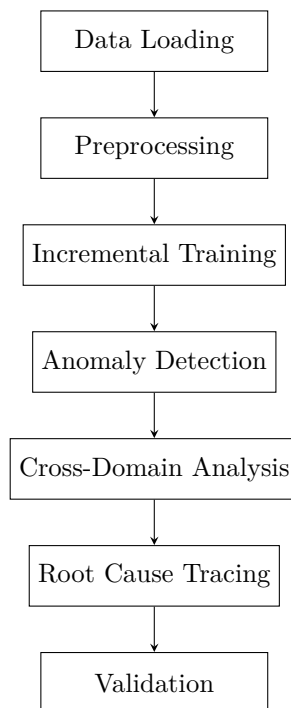 Data Loading
Preprocessing
Incremental Training
Anomaly Detection
Cross-Domain Analysis
Root Cause Tracing
Validation